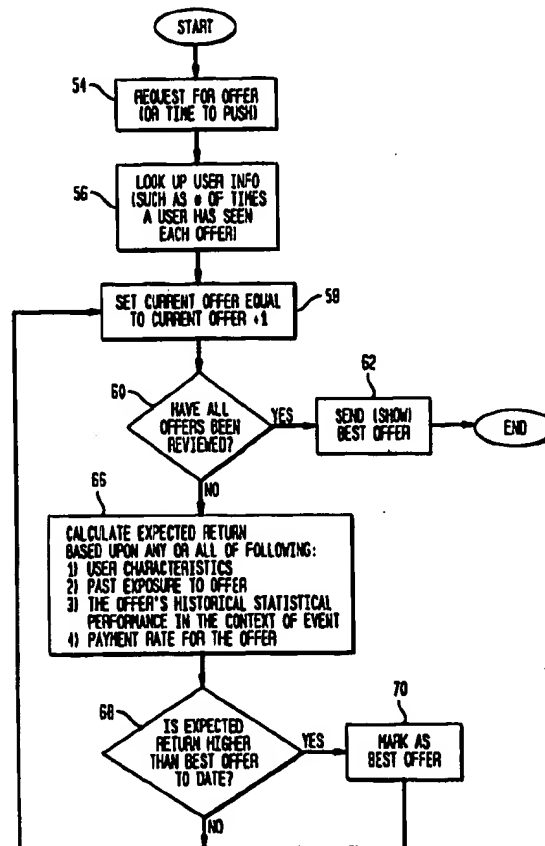 START
54
REQUEST FOR OFFER
(OR TIME TO PUSH)
56
LOOK UP USER INFO
(SUCH AS # OF TIMES
A USER HAS SEEN
EACH OFFER)
SET CURRENT OFFER EQUAL
TO CURRENT OFFER +1
58
60
HAVE ALL
OFFERS BEEN
REVIEWED?
YES
62
SEND (SHOW)
BEST OFFER
END
NO
66
CALCULATE EXPECTED RETURN
BASED UPON ANY OR ALL OF FOLLOWING:
1) USER CHARACTERISTICS
2) PAST EXPOSURE TO OFFER
3) THE OFFER'S HISTORICAL STATISTICAL
PERFORMANCE IN THE CONTEXT OF EVENT
4) PAYMENT RATE FOR THE OFFER
68
IS EXPECTED
RETURN HIGHER
THAN BEST OFFER
TO DATE?
YES
70
MARK AS
BEST OFFER
NO